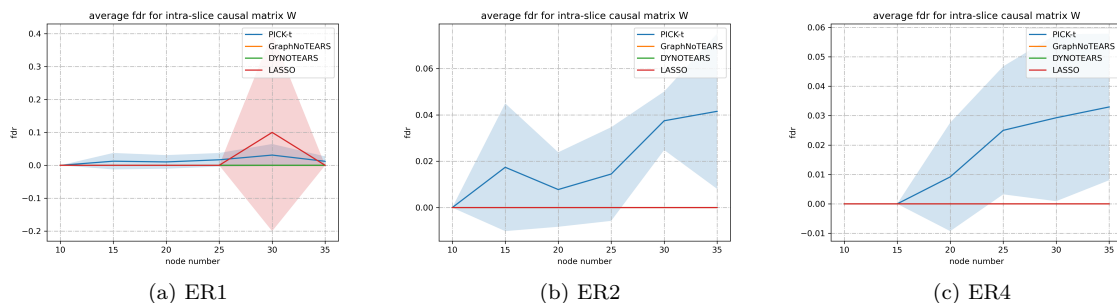 average fdr for intra-slice causal matrix W
0.4
0.3
0.2
0.1
0.0
−0.1
−0.2
fdr
PICK-t
GraphNoTEARS
DYNOTEARS
LASSO
10 15 20 25 30 35
node number
(a) ER1
average fdr for intra-slice causal matrix W
0.06
0.04
0.02
0.00
fdr
PICK-t
GraphNoTEARS
DYNOTEARS
LASSO
10 15 20 25 30 35
node number
(b) ER2
average fdr for intra-slice causal matrix W
0.06
0.05
0.04
0.03
0.02
0.01
0.00
−0.01
fdr
PICK-t
GraphNoTEARS
DYNOTEARS
LASSO
10 15 20 25 30 35
node number
(c) ER4